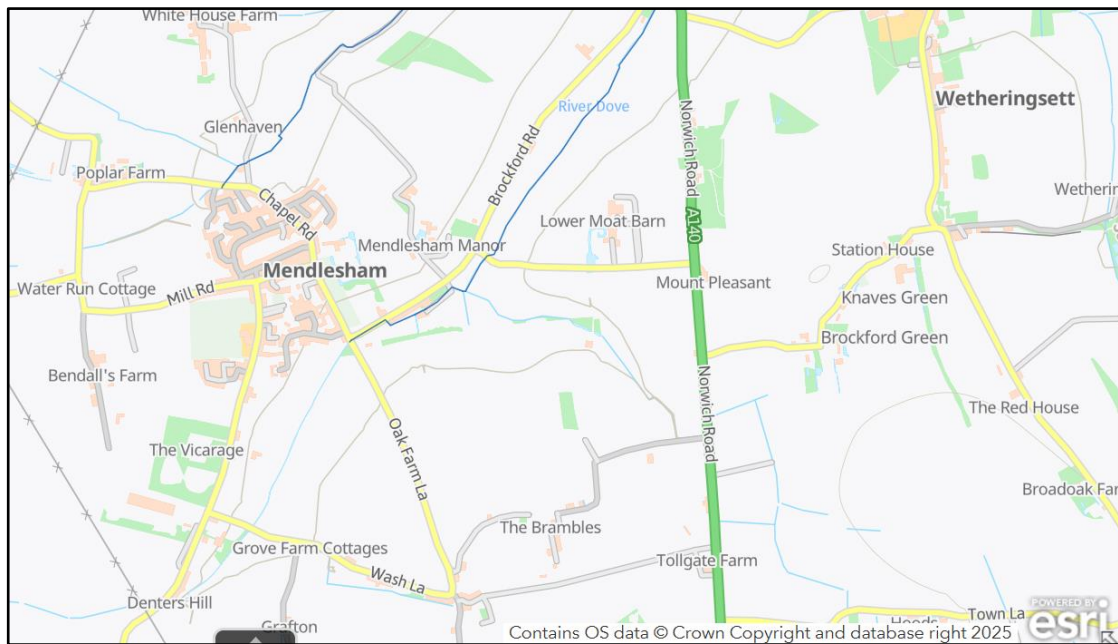 White House Farm
Wetheringsett
River Dove
Norwich Road
Glenhaven
Brockford Rd
Poplar Farm
Chapel Rd
Wetherin
Lower Moat Barn
A140
Mendlesham Manor
Station House
Mendlesham
Mount Pleasant
Water Run Cottage
Mill Rd
Knaves Green
Brockford Green
Bendall's Farm
Norwich Road
The Red House
Oak Farm La
The Vicarage
Broadoak Far
The Brambles
Grove Farm Cottages
Tollgate Farm
Wash La
Denters Hill
POWERED BY
esri
Town La
Grafton
Hoods
Contains OS data © Crown Copyright and database right 2025